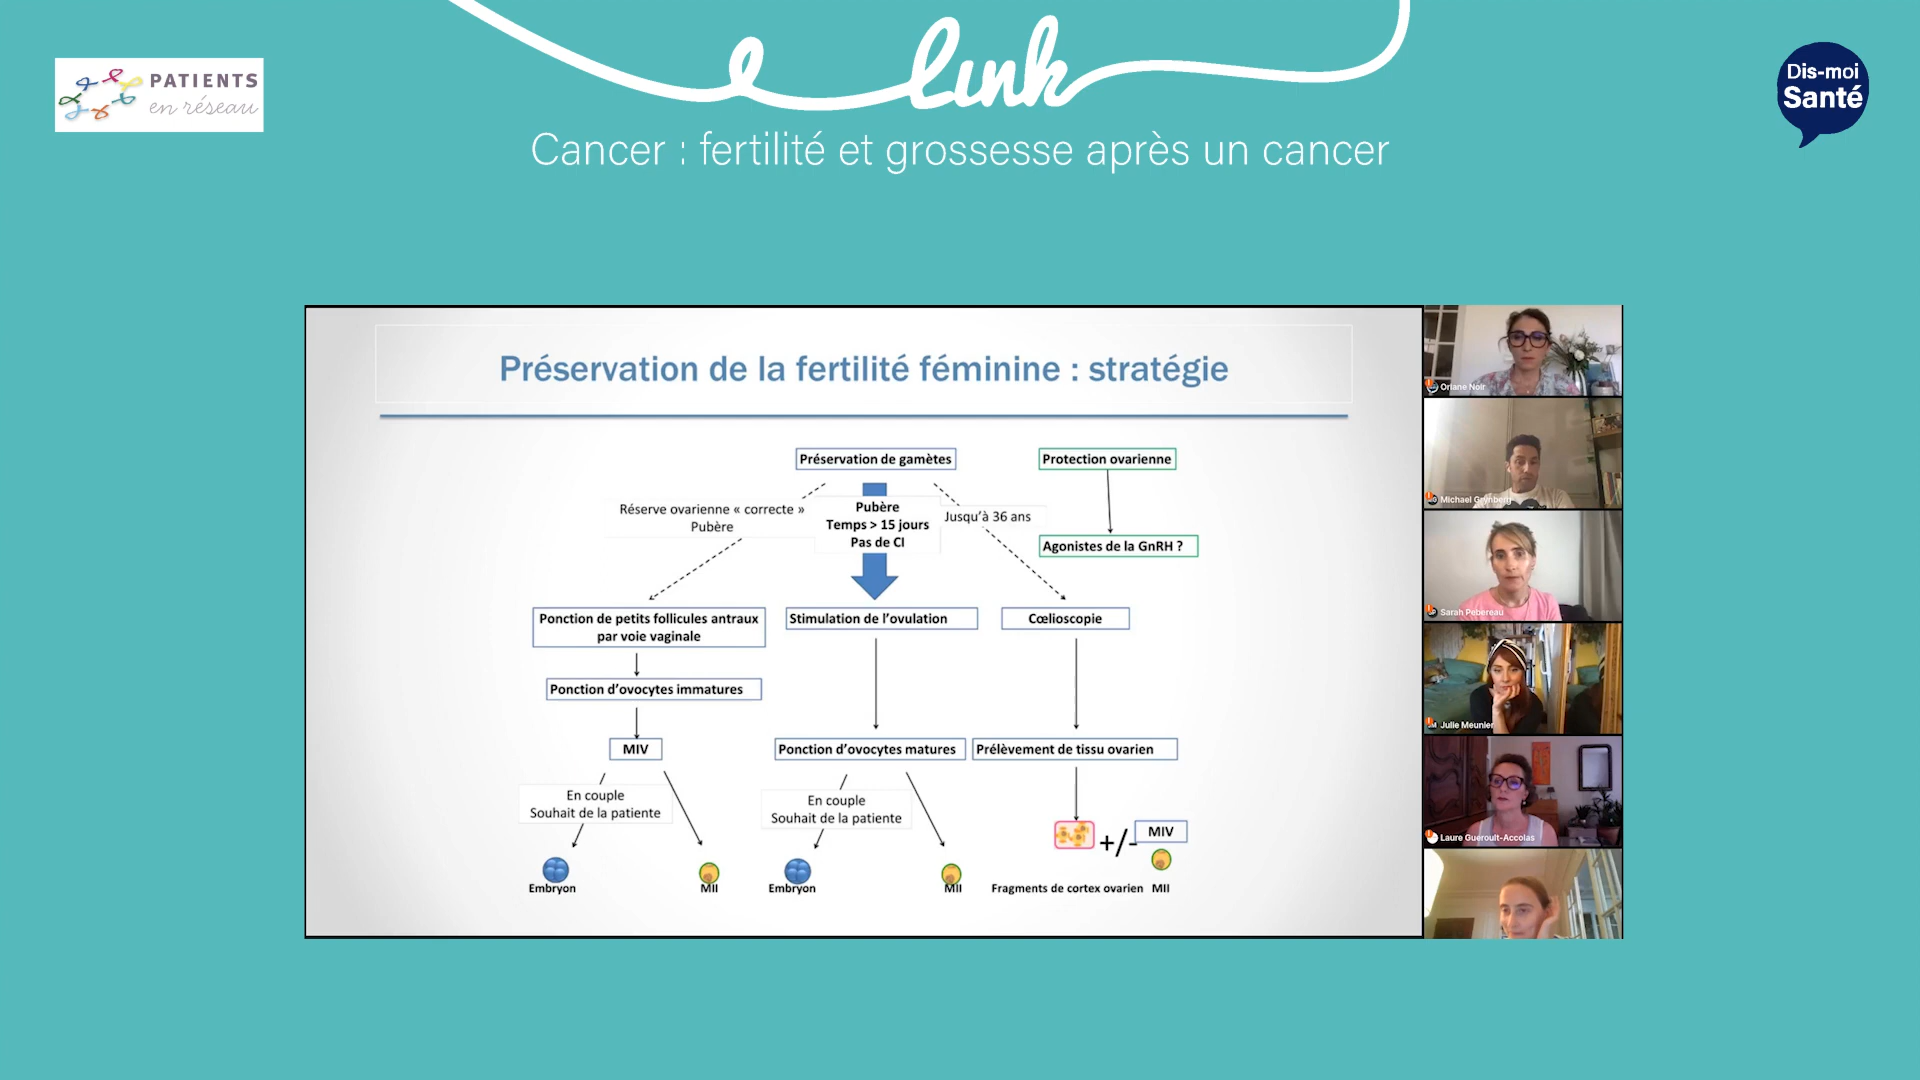 PATIENTS
en réseau
link
Dis-moi
Santé
Cancer : fertilité et grossesse après un cancer
Préservation de la fertilité féminine : stratégie
Préservation de gamètes
Protection ovarienne
Réserve ovarienne « correcte »
Pubère
Pubère
Temps > 15 jours
Pas de CI
Jusqu'à 36 ans
Agonistes de la GnRH ?
Ponction de petits follicules antraux
par voie vaginale
Stimulation de l'ovulation
Cœlioscopie
Ponction d'ovocytes immatures
MIV
Ponction d'ovocytes matures
Prélèvement de tissu ovarien
En couple
Souhait de la patiente
En couple
Souhait de la patiente
+/-
MIV
Embryon
MII
Embryon
MII
Fragments de cortex ovarien
MII
Oriane Noir
Michael Grynberg
Sarah Pebereau
Julie Meunier
Laure Gueroult-Accolas